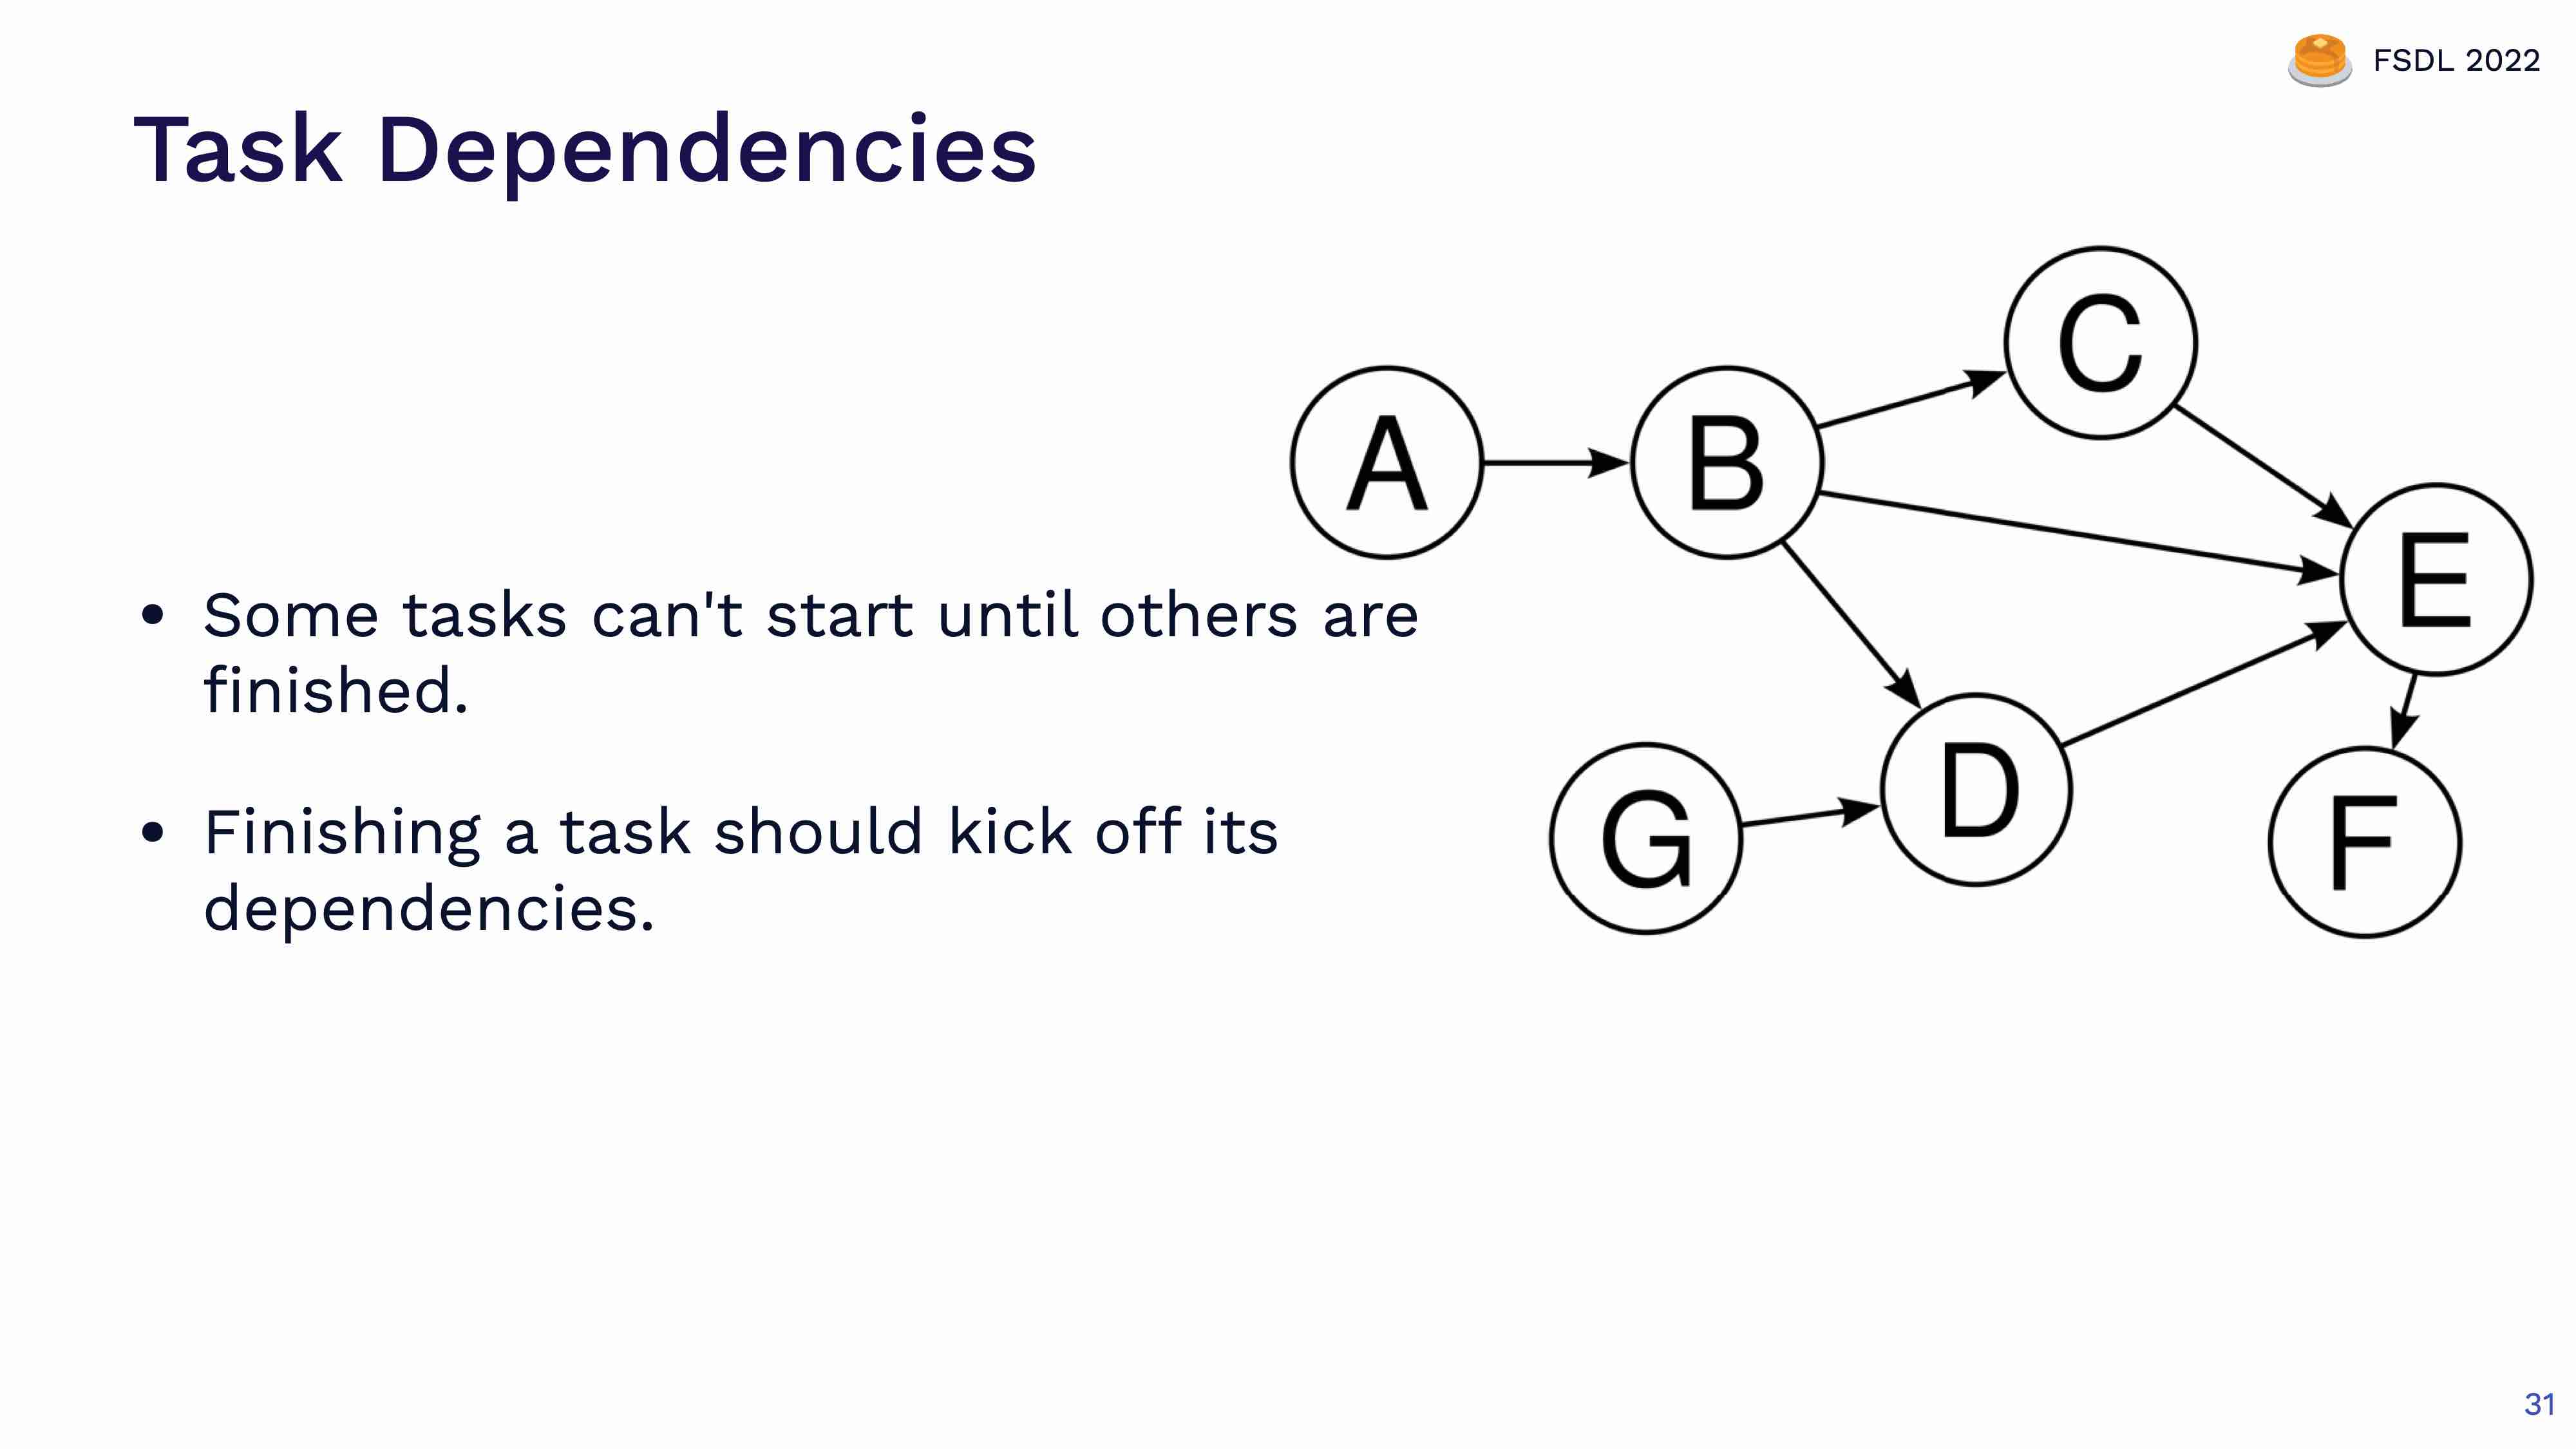 FSDL 2022
Task Dependencies
C
A
B
E
Some tasks can't start until others are
finished.
D
G
F
Finishing a task should kick off its
dependencies.
31